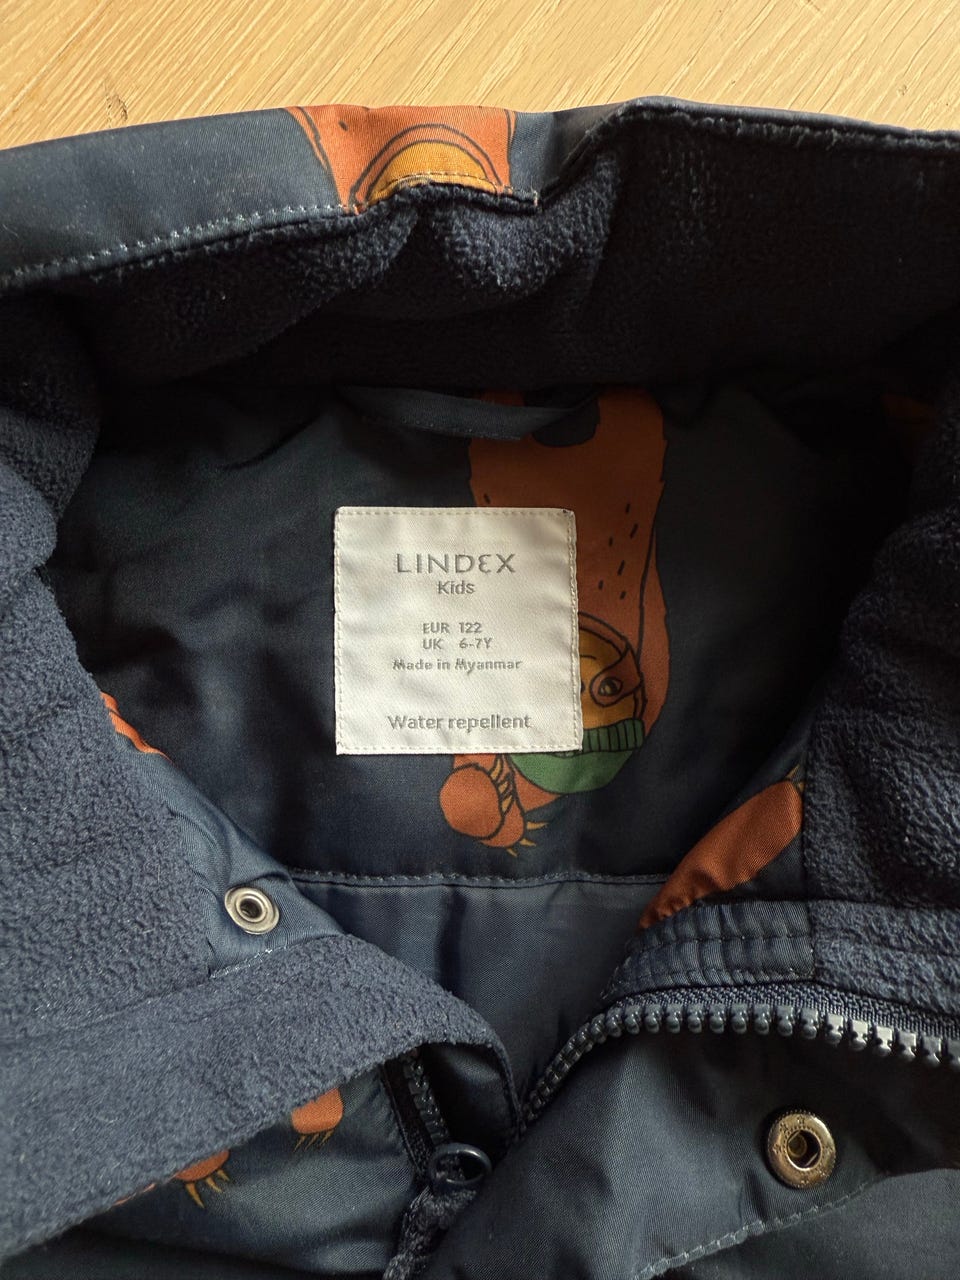 LINDEX
Kids
EUR 122
UK 6-7Y
Made in Myanmar
Water repellent